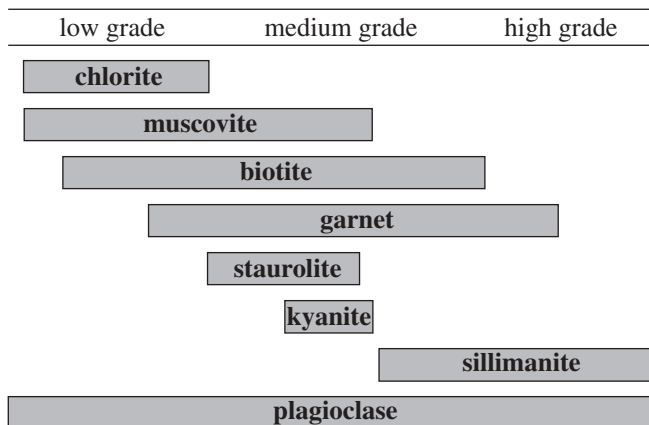 low grade medium grade high grade
chlorite
muscovite
biotite
garnet
staurolite
kyanite
sillimanite
plagioclase